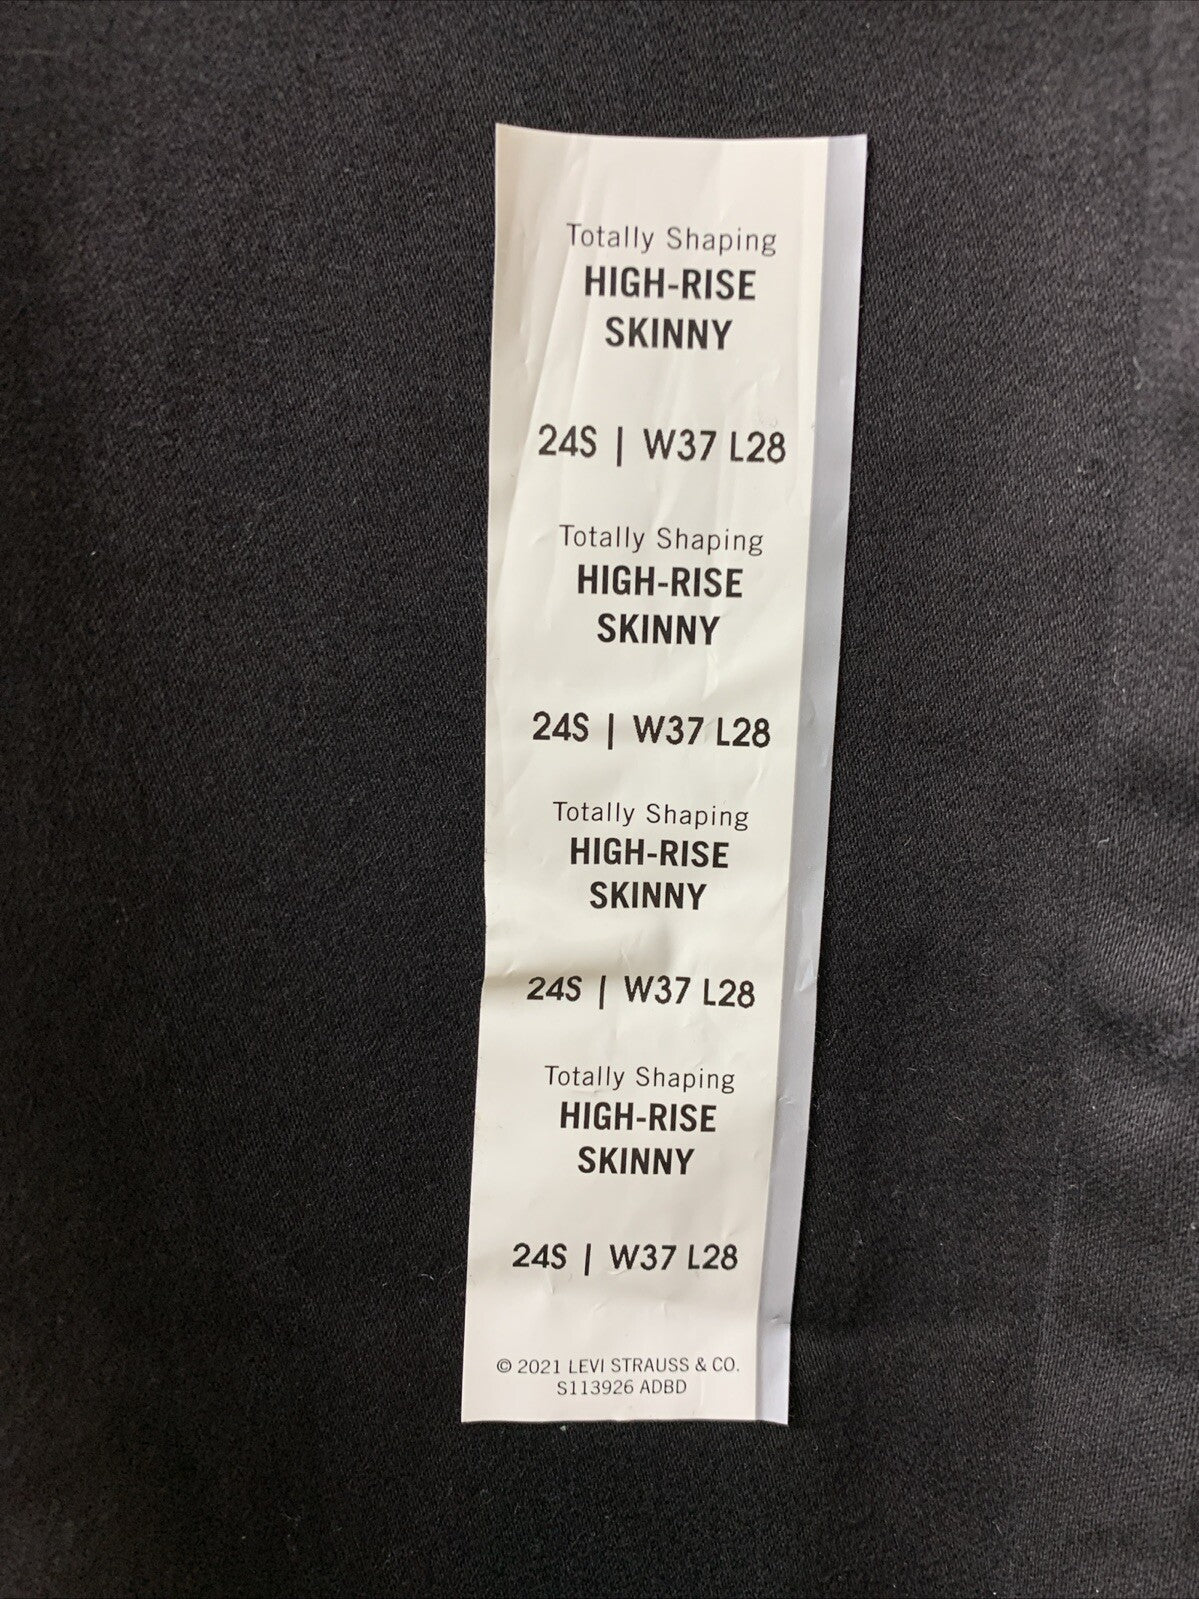 Totally Shaping
HIGH-RISE
SKINNY
24S | W37 L28
Totally Shaping
HIGH-RISE
SKINNY
24S | W37 L28
Totally Shaping
HIGH-RISE
SKINNY
24S | W37 L28
Totally Shaping
HIGH-RISE
SKINNY
24S | W37 L28
© 2021 LEVI STRAUSS & CO.
S113926 ADBD